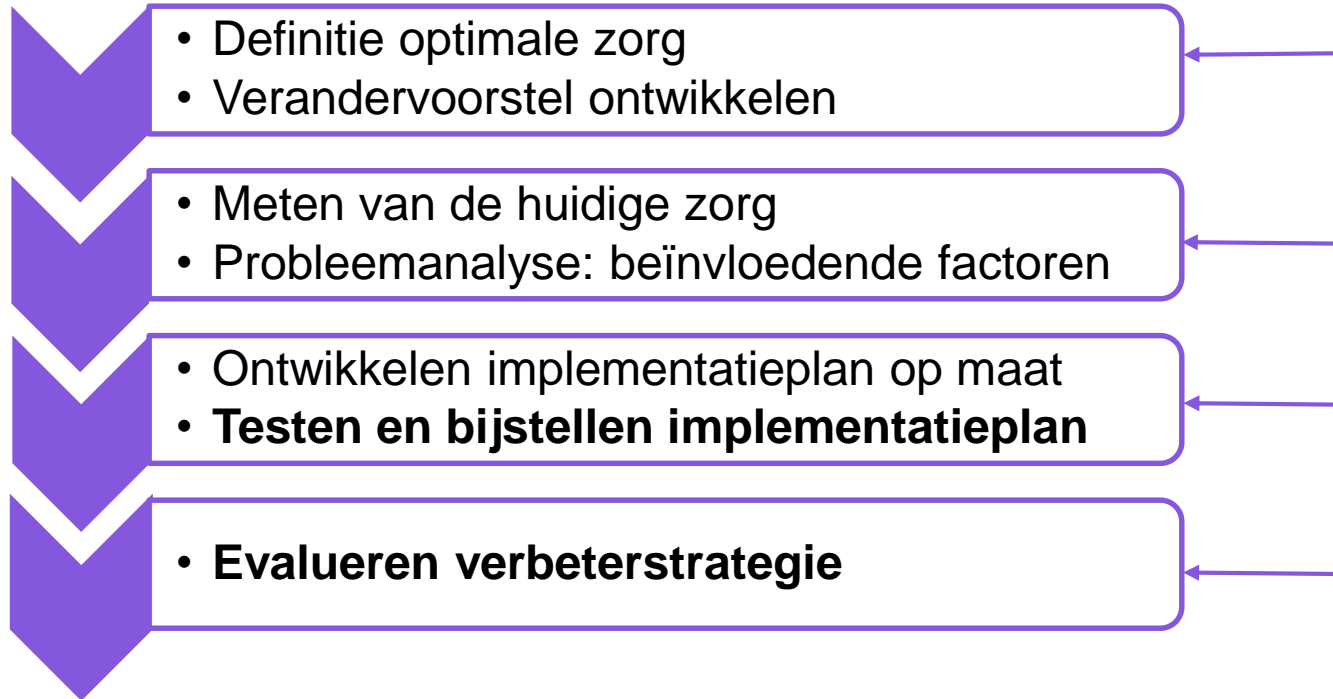 • Definitie optimale zorg
• Verandervoorstel ontwikkelen
• Meten van de huidige zorg
• Probleemanalyse: beïnvloedende factoren
• Ontwikkelen implementatieplan op maat
• Testen en bijstellen implementatieplan
• Evalueren verbeterstrategie